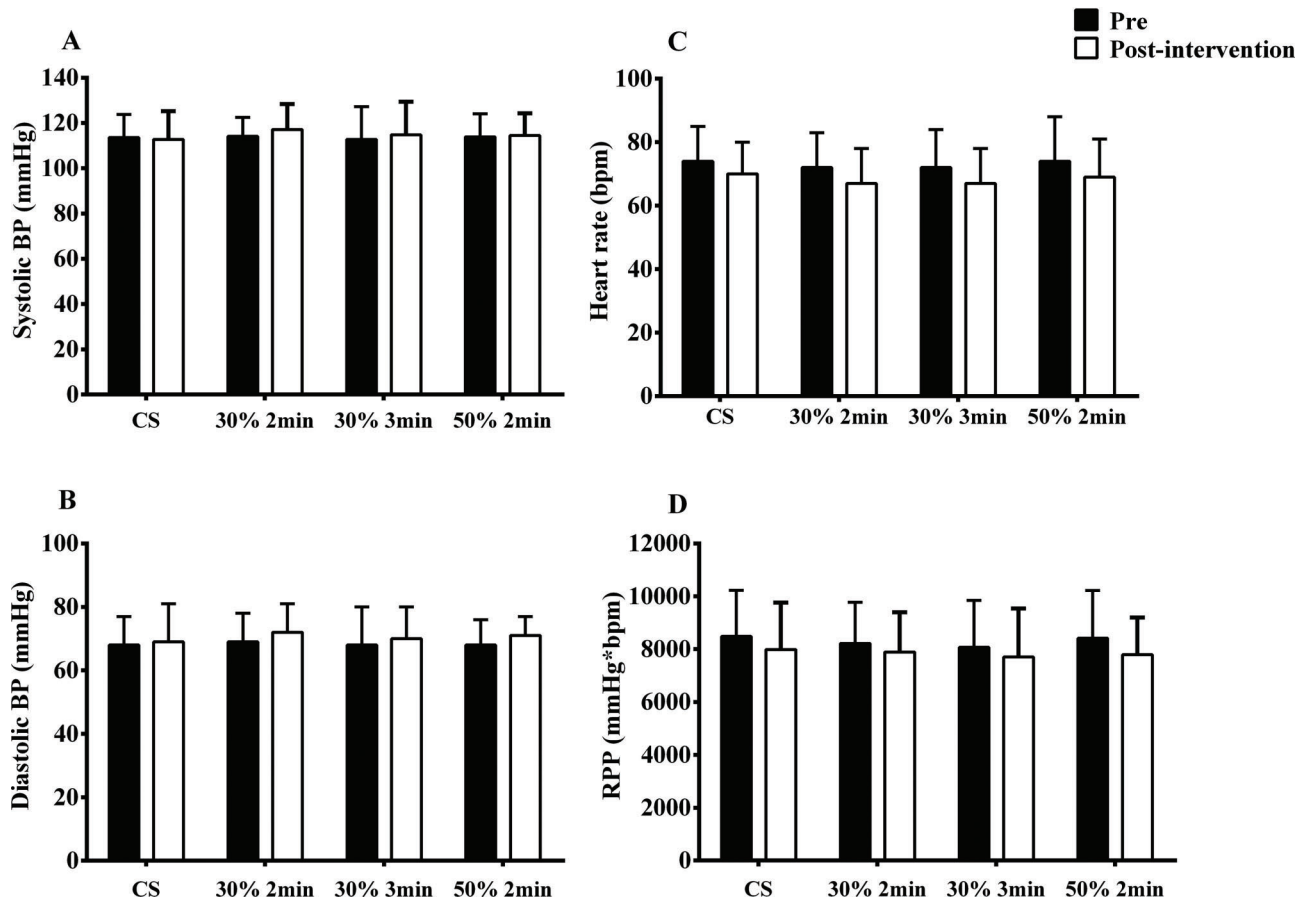 Pre
Post-intervention
A
Systolic BP (mmHg)
140
120
100
80
60
40
20
0
CS 30% 2min 30% 3min 50% 2min
C
Heart rate (bpm)
100
80
60
40
20
0
CS 30% 2min 30% 3min 50% 2min
B
Diastolic BP (mmHg)
100
80
60
40
20
0
CS 30% 2min 30% 3min 50% 2min
D
RPP (mmHg*bpm)
12000
10000
8000
6000
4000
2000
0
CS 30% 2min 30% 3min 50% 2min